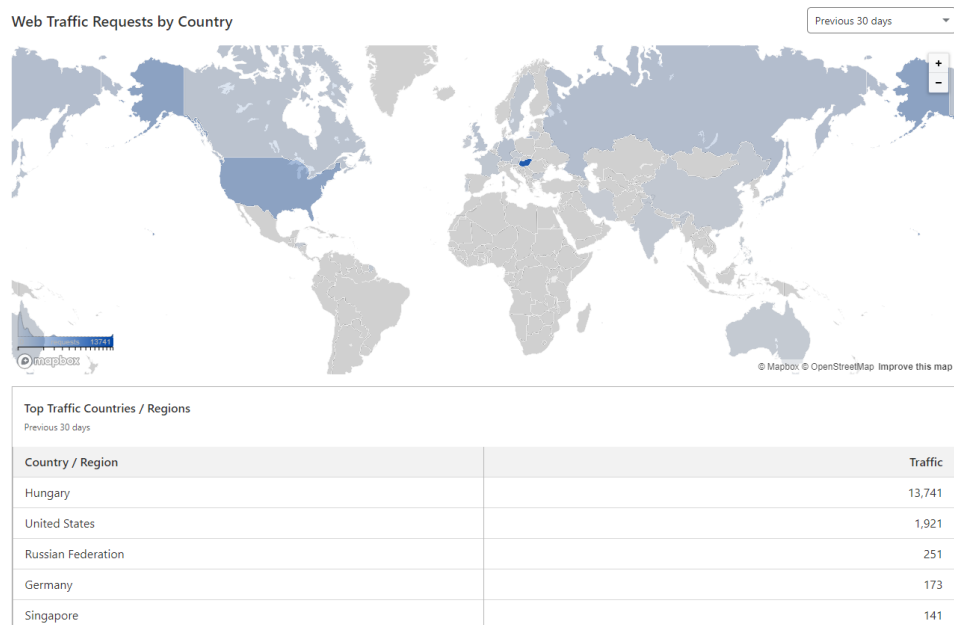 Web Traffic Requests by Country
Previous 30 days
+
−
13741
mapbox
© Mapbox © OpenStreetMap Improve this map
Top Traffic Countries / Regions
Previous 30 days
Country / Region Traffic
Hungary 13,741
United States 1,921
Russian Federation 251
Germany 173
Singapore 141